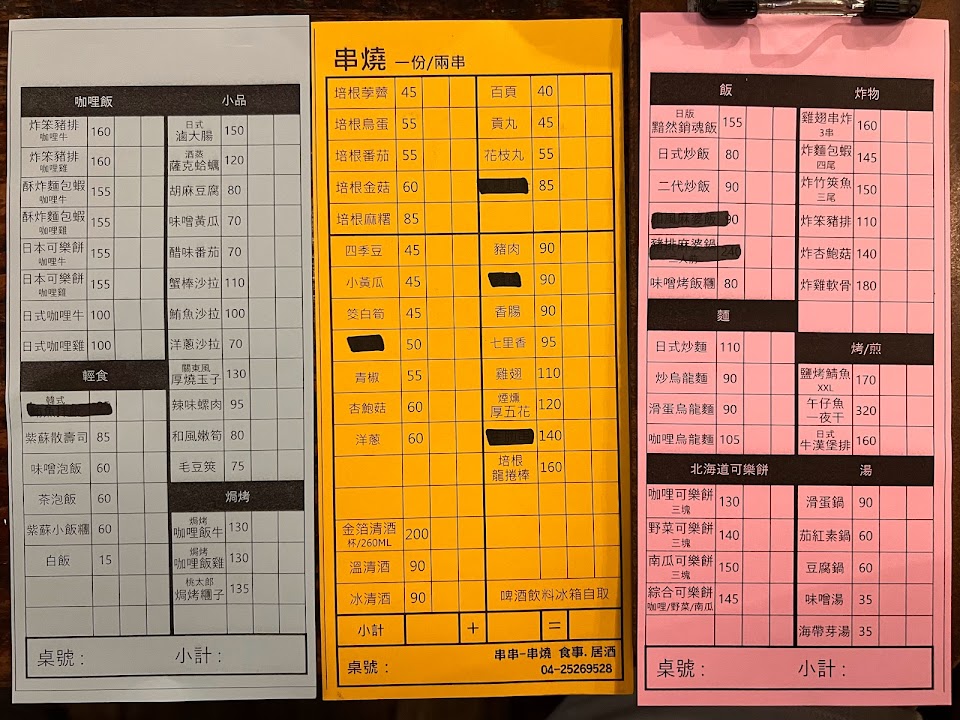 咖哩飯
炸笨豬排 咖哩牛 160
炸笨豬排 咖哩雞 160
酥炸麵包蝦 咖哩牛 155
酥炸麵包蝦 咖哩雞 155
日本可樂餅 咖哩牛 155
日本可樂餅 咖哩雞 155
日式咖哩牛 100
日式咖哩雞 100
輕食
韓式
紫蘇散壽司 85
味噌泡飯 60
茶泡飯 60
紫蘇小飯糰 60
白飯 15
小品
日式 滷大腸 150
酒蒸 薩克蛤蠣 120
胡麻豆腐 80
味噌黃瓜 70
醋味番茄 70
蟹棒沙拉 110
鮪魚沙拉 100
洋蔥沙拉 70
關東風 厚燒玉子 130
辣味螺肉 95
和風嫩筍 80
毛豆莢 75
焗烤
焗烤 咖哩飯牛 130
焗烤 咖哩飯雞 130
桃太郎 焗烤糰子 135
桌號: 小計:
串燒 一份/兩串
培根荸薺 45
培根鳥蛋 55
培根番茄 55
培根金菇 60
培根麻糬 85
四季豆 45
小黃瓜 45
筊白筍 45
50
青椒 55
杏鮑菇 60
洋蔥 60
金箔清酒 杯/260ML 200
溫清酒 90
冰清酒 90
百頁 40
貢丸 45
花枝丸 55
85
豬肉 90
90
香腸 90
七里香 95
雞翅 110
煙燻 厚五花 120
140
培根 龍捲棒 160
啤酒飲料冰箱自取
小計 + =
桌號:
串串-串燒 食事.居酒
04-25269528
飯
日版 黯然銷魂飯 155
日式炒飯 80
二代炒飯 90
麻婆飯 90
豬排麻婆鍋 240
味噌烤飯糰 80
麵
日式炒麵 110
炒烏龍麵 90
滑蛋烏龍麵 90
咖哩烏龍麵 105
北海道可樂餅
咖哩可樂餅 三塊 130
野菜可樂餅 三塊 140
南瓜可樂餅 三塊 150
綜合可樂餅 咖哩/野菜/南瓜 145
炸物
雞翅串炸 3串 160
炸麵包蝦 四尾 145
炸竹筴魚 三尾 150
炸笨豬排 110
炸杏鮑菇 140
炸雞軟骨 180
烤/煎
鹽烤鯖魚 XXL 170
午仔魚 一夜干 320
日式 牛漢堡排 160
湯
滑蛋鍋 90
茄紅素鍋 60
豆腐鍋 60
味噌湯 35
海帶芽湯 35
桌號: 小計: